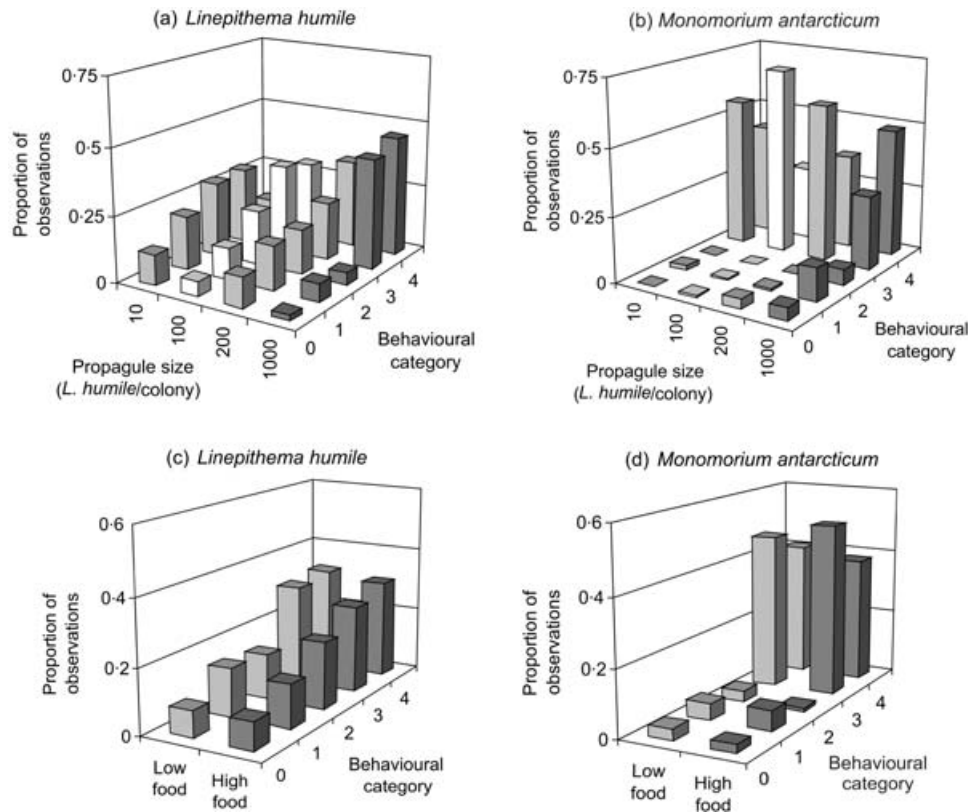 (a) Linepithema humile
0·75
0·5
0·25
0
Proportion of
observations
10
100
200
1000
0
1
2
3
4
Propagule size
(L. humile/colony)
Behavioural
category
(b) Monomorium antarcticum
0·75
0·5
0·25
0
Proportion of
observations
10
100
200
1000
0
1
2
3
4
Propagule size
(L. humile/colony)
Behavioural
category
(c) Linepithema humile
0·6
0·4
0·2
0
Proportion of
observations
Low
food
High
food
0
1
2
3
4
Behavioural
category
(d) Monomorium antarcticum
0·6
0·4
0·2
0
Proportion of
observations
Low
food
High
food
0
1
2
3
4
Behavioural
category